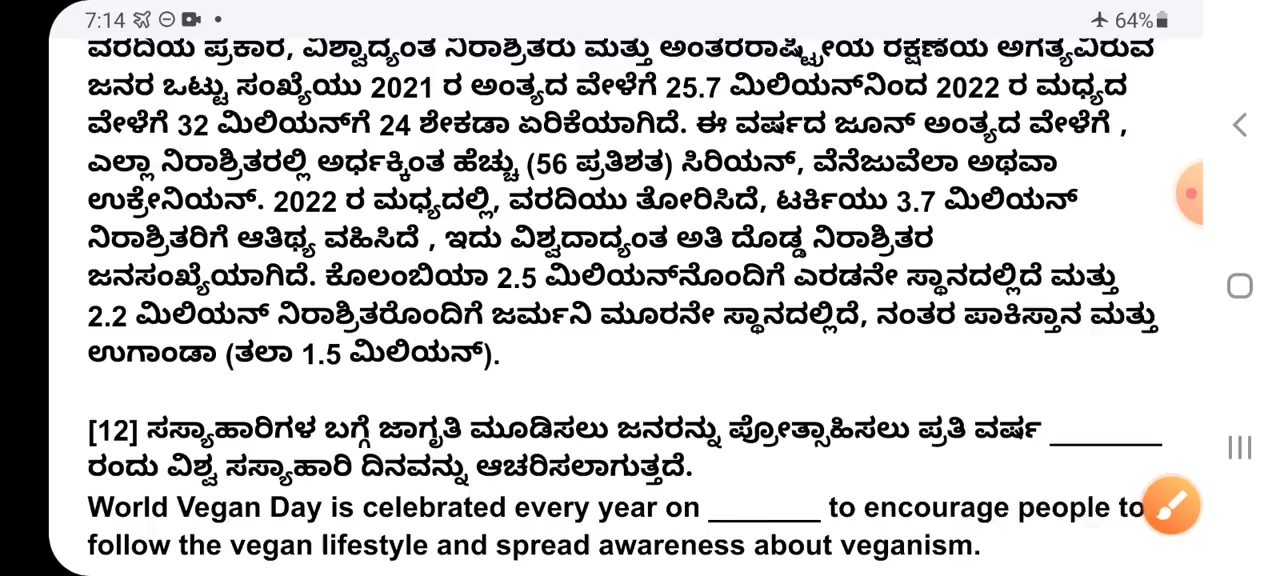 7:14
64%
ವರದಿಯ ಪ್ರಕಾರ, ವಿಶ್ವಾದ್ಯಂತ ನಿರಾಶ್ರಿತರು ಮತ್ತು ಅಂತರರಾಷ್ಟ್ರೀಯ ರಕ್ಷಣೆಯ ಅಗತ್ಯವಿರುವ
ಜನರ ಒಟ್ಟು ಸಂಖ್ಯೆಯು 2021 ರ ಅಂತ್ಯದ ವೇಳೆಗೆ 25.7 ಮಿಲಿಯನ್‌ನಿಂದ 2022 ರ ಮಧ್ಯದ
ವೇಳೆಗೆ 32 ಮಿಲಿಯನ್‌ಗೆ 24 ಶೇಕಡಾ ಏರಿಕೆಯಾಗಿದೆ. ಈ ವರ್ಷದ ಜೂನ್ ಅಂತ್ಯದ ವೇಳೆಗೆ ,
ಎಲ್ಲಾ ನಿರಾಶ್ರಿತರಲ್ಲಿ ಅರ್ಧಕ್ಕಿಂತ ಹೆಚ್ಚು (56 ಪ್ರತಿಶತ) ಸಿರಿಯನ್, ವೆನೆಜುವೆಲಾ ಅಥವಾ
ಉಕ್ರೇನಿಯನ್. 2022 ರ ಮಧ್ಯದಲ್ಲಿ, ವರದಿಯು ತೋರಿಸಿದೆ, ಟರ್ಕಿಯು 3.7 ಮಿಲಿಯನ್
ನಿರಾಶ್ರಿತರಿಗೆ ಆತಿಥ್ಯ ವಹಿಸಿದೆ , ಇದು ವಿಶ್ವದಾದ್ಯಂತ ಅತಿ ದೊಡ್ಡ ನಿರಾಶ್ರಿತರ
ಜನಸಂಖ್ಯೆಯಾಗಿದೆ. ಕೊಲಂಬಿಯಾ 2.5 ಮಿಲಿಯನ್‌ನೊಂದಿಗೆ ಎರಡನೇ ಸ್ಥಾನದಲ್ಲಿದೆ ಮತ್ತು
2.2 ಮಿಲಿಯನ್ ನಿರಾಶ್ರಿತರೊಂದಿಗೆ ಜರ್ಮನಿ ಮೂರನೇ ಸ್ಥಾನದಲ್ಲಿದೆ, ನಂತರ ಪಾಕಿಸ್ತಾನ ಮತ್ತು
ಉಗಾಂಡಾ (ತಲಾ 1.5 ಮಿಲಿಯನ್).
[12] ಸಸ್ಯಾಹಾರಿಗಳ ಬಗ್ಗೆ ಜಾಗೃತಿ ಮೂಡಿಸಲು ಜನರನ್ನು ಪ್ರೋತ್ಸಾಹಿಸಲು ಪ್ರತಿ ವರ್ಷ _______
ರಂದು ವಿಶ್ವ ಸಸ್ಯಾಹಾರಿ ದಿನವನ್ನು ಆಚರಿಸಲಾಗುತ್ತದೆ.
World Vegan Day is celebrated every year on _______ to encourage people to
follow the vegan lifestyle and spread awareness about veganism.